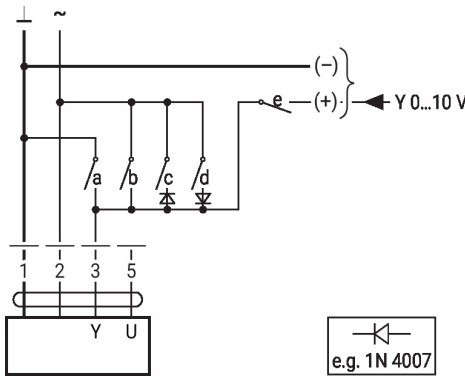 ⊥ ~
(−)
e (+) Y 0...10 V
a b c d
1 2 3 5
Y U
e.g. 1N 4007